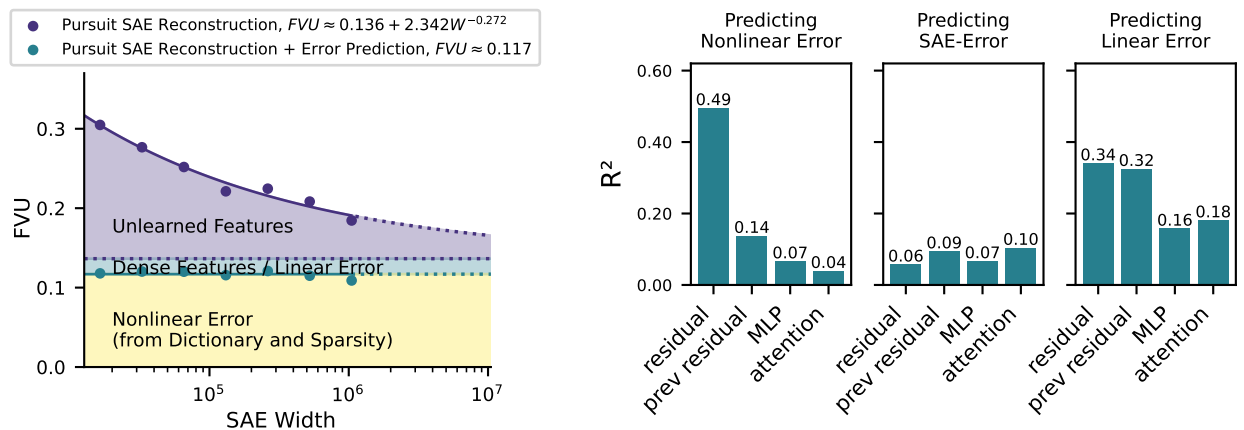 Pursuit SAE Reconstruction, FVU ≈ 0.136 + 2.342W^{-0.272}
Pursuit SAE Reconstruction + Error Prediction, FVU ≈ 0.117
FVU
0.3
0.2
0.1
0.0
Unlearned Features
Dense Features / Linear Error
Nonlinear Error
(from Dictionary and Sparsity)
10^5
10^6
10^7
SAE Width
R²
0.60
0.40
0.20
0.00
Predicting
Nonlinear Error
0.49
0.14
0.07
0.04
residual
prev residual
MLP
attention
Predicting
SAE-Error
0.06
0.09
0.07
0.10
residual
prev residual
MLP
attention
Predicting
Linear Error
0.34
0.32
0.16
0.18
residual
prev residual
MLP
attention